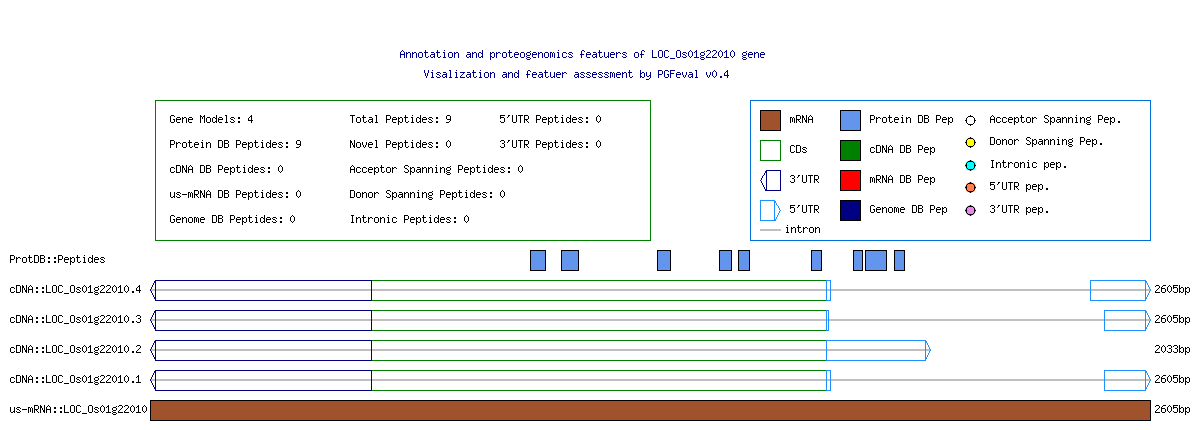 Annotation and proteogenomics featuers of LOC_Os01g22010 gene
Visalization and featuer assessment by PGFeval v0.4
Gene Models: 4
Total Peptides: 9
5'UTR Peptides: 0
Protein DB Peptides: 9
Novel Peptides: 0
3'UTR Peptides: 0
cDNA DB Peptides: 0
Acceptor Spanning Peptides: 0
us-mRNA DB Peptides: 0
Donor Spanning Peptides: 0
Genome DB Peptides: 0
Intronic Peptides: 0
mRNA
Protein DB Pep
Acceptor Spanning Pep.
CDs
cDNA DB Pep
Donor Spanning Pep.
3'UTR
mRNA DB Pep
Intronic pep.
5'UTR
Genome DB Pep
5'UTR pep.
intron
3'UTR pep.
ProtDB::Peptides
cDNA::LOC_Os01g22010.4 2605bp
cDNA::LOC_Os01g22010.3 2605bp
cDNA::LOC_Os01g22010.2 2033bp
cDNA::LOC_Os01g22010.1 2605bp
us-mRNA::LOC_Os01g22010 2605bp